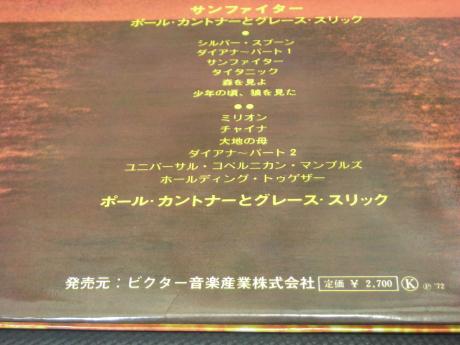 サンファイター
ポール・カントナーとグレース・スリック
●
シルバー・スプーン
ダイアナ〜パート1
サンファイター
タイタニック
森を見よ
少年の頃、狼を見た
●●
ミリオン
チャイナ
大地の母
ダイアナ〜パート2
ユニバーサル・コペルニカン・マンブルズ
ホールディング・トゥゲザー
ポール・カントナーとグレース・スリック
発売元：ビクター音楽産業株式会社 定価 ¥ 2,700 Ⓚ ℗ '72